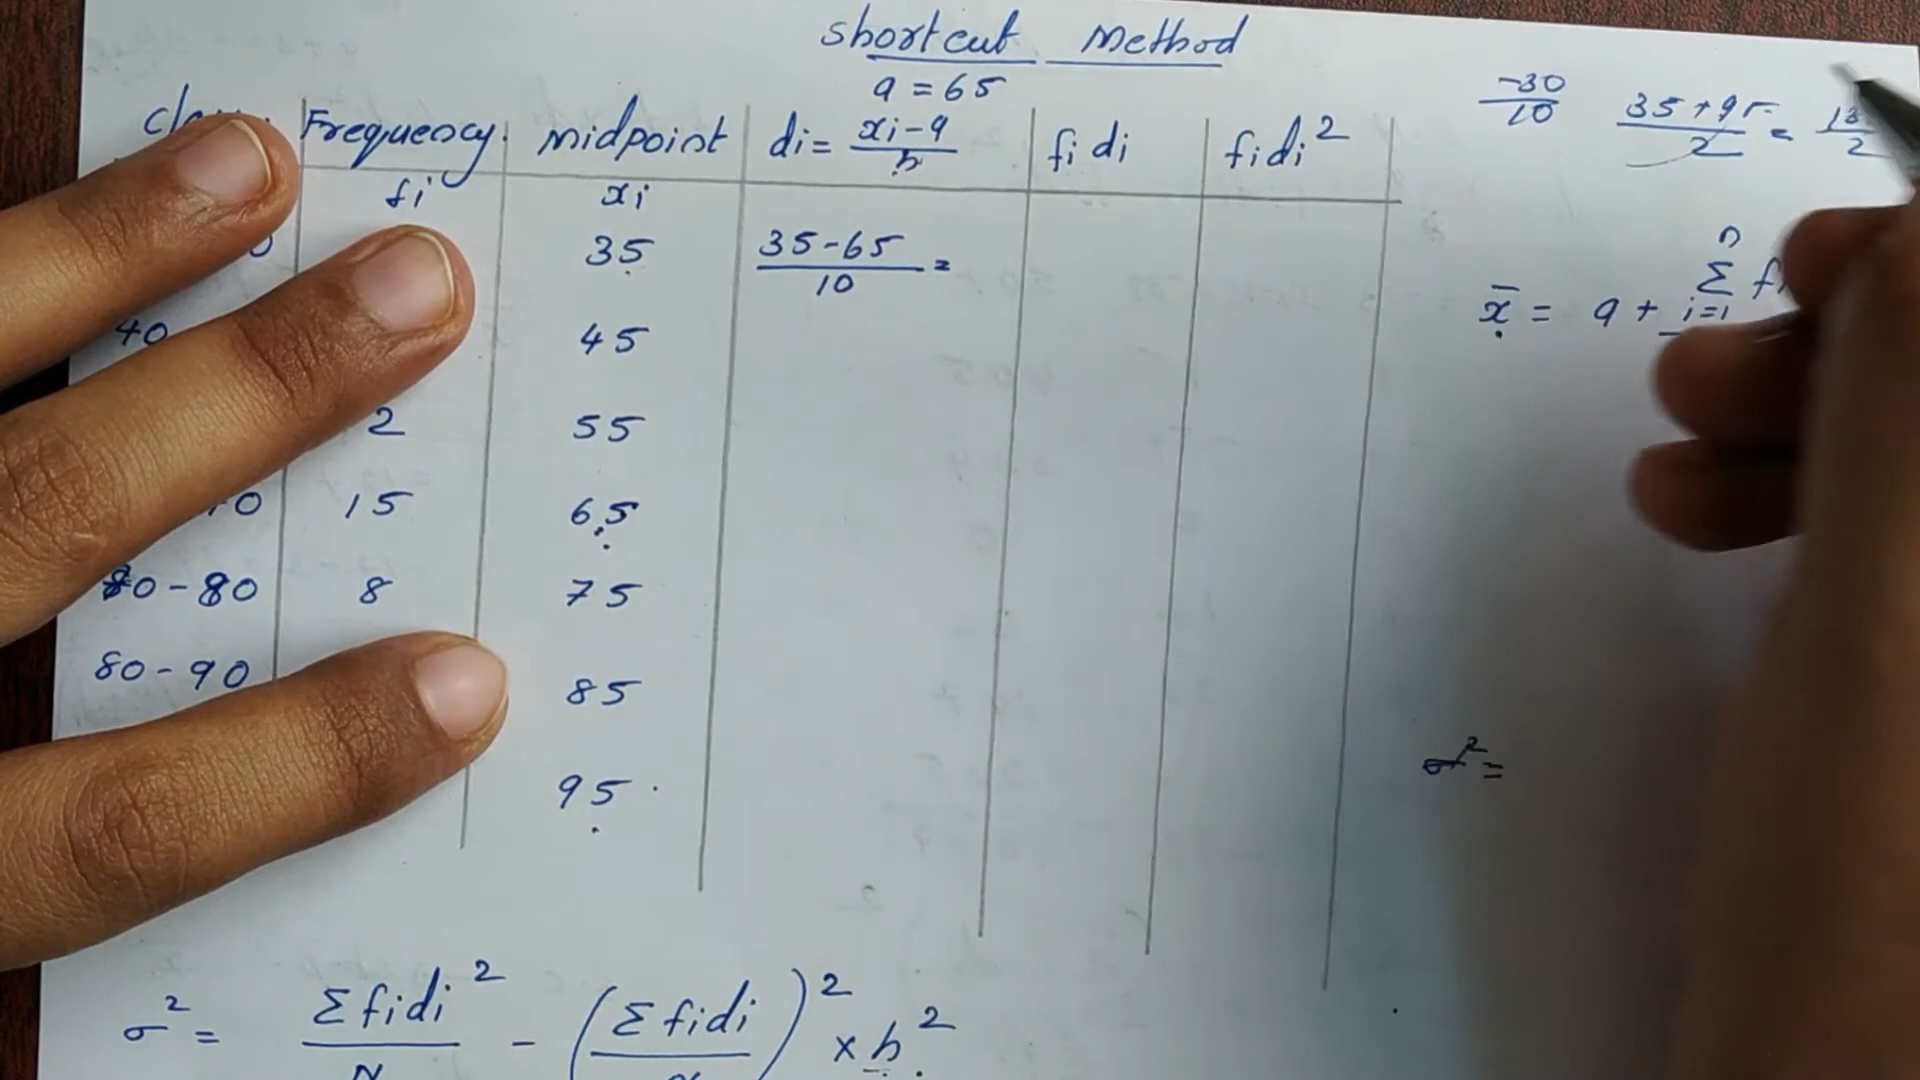 shortcut Method
a = 65
Frequency. midpoint di = xi-a / h fi di fidi²
fi xi
-30/10 35+95/2 =
35 35-65/10 =
x̄ = a + Σ n i=1
40 45
2 55
15 65
80-80 8 75
80-90 85
95
σ² =
σ² = Σfidi²/N - (Σfidi/N)² × h²